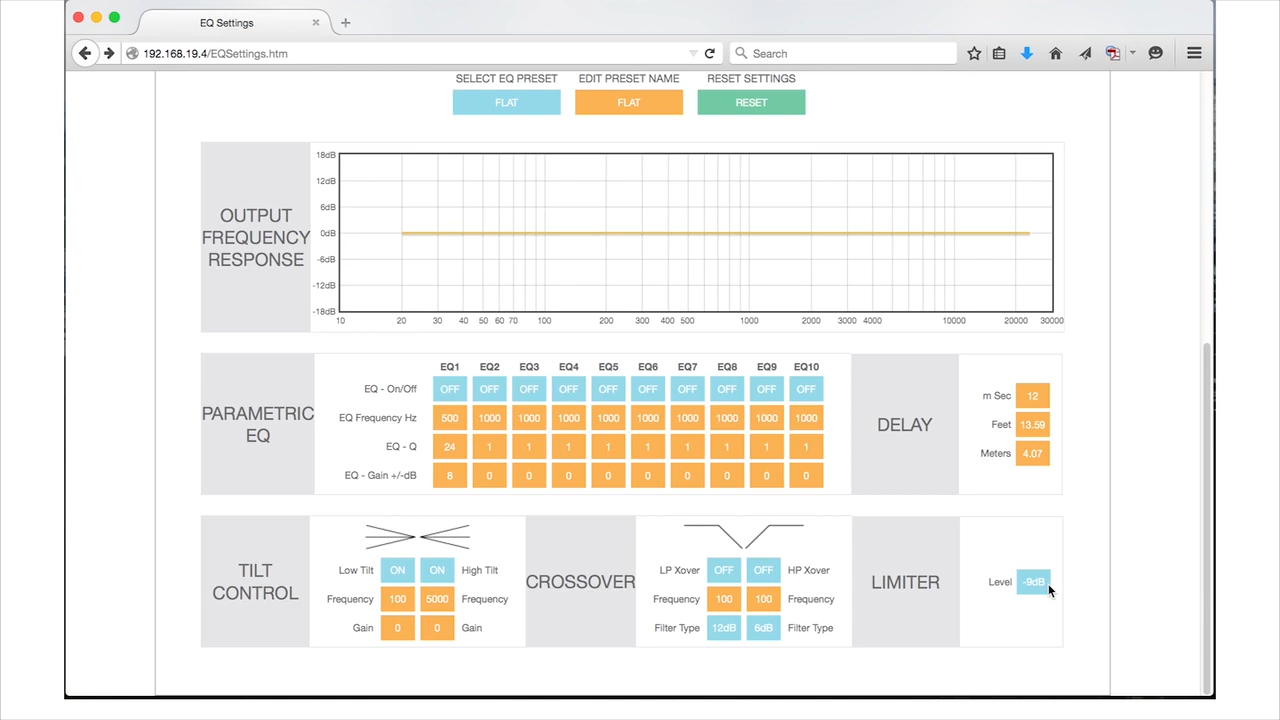 EQ Settings
192.168.19.4/EQSettings.htm
Search
SELECT EQ PRESET EDIT PRESET NAME RESET SETTINGS
FLAT FLAT RESET
OUTPUT
FREQUENCY
RESPONSE
18dB
12dB
6dB
0dB
-6dB
-12dB
-18dB
10 20 30 40 50 60 70 100 200 300 400 500 1000 2000 3000 4000 10000 20000 30000
PARAMETRIC
EQ
EQ1 EQ2 EQ3 EQ4 EQ5 EQ6 EQ7 EQ8 EQ9 EQ10
EQ - On/Off OFF OFF OFF OFF OFF OFF OFF OFF OFF OFF
EQ Frequency Hz 500 1000 1000 1000 1000 1000 1000 1000 1000 1000
EQ - Q 24 1 1 1 1 1 1 1 1 1
EQ - Gain +/-dB 8 0 0 0 0 0 0 0 0 0
DELAY
m Sec 12
Feet 13.59
Meters 4.07
TILT
CONTROL
Low Tilt ON ON High Tilt
Frequency 100 5000 Frequency
Gain 0 0 Gain
CROSSOVER
LP Xover OFF OFF HP Xover
Frequency 100 100 Frequency
Filter Type 12dB 6dB Filter Type
LIMITER
Level -9dB